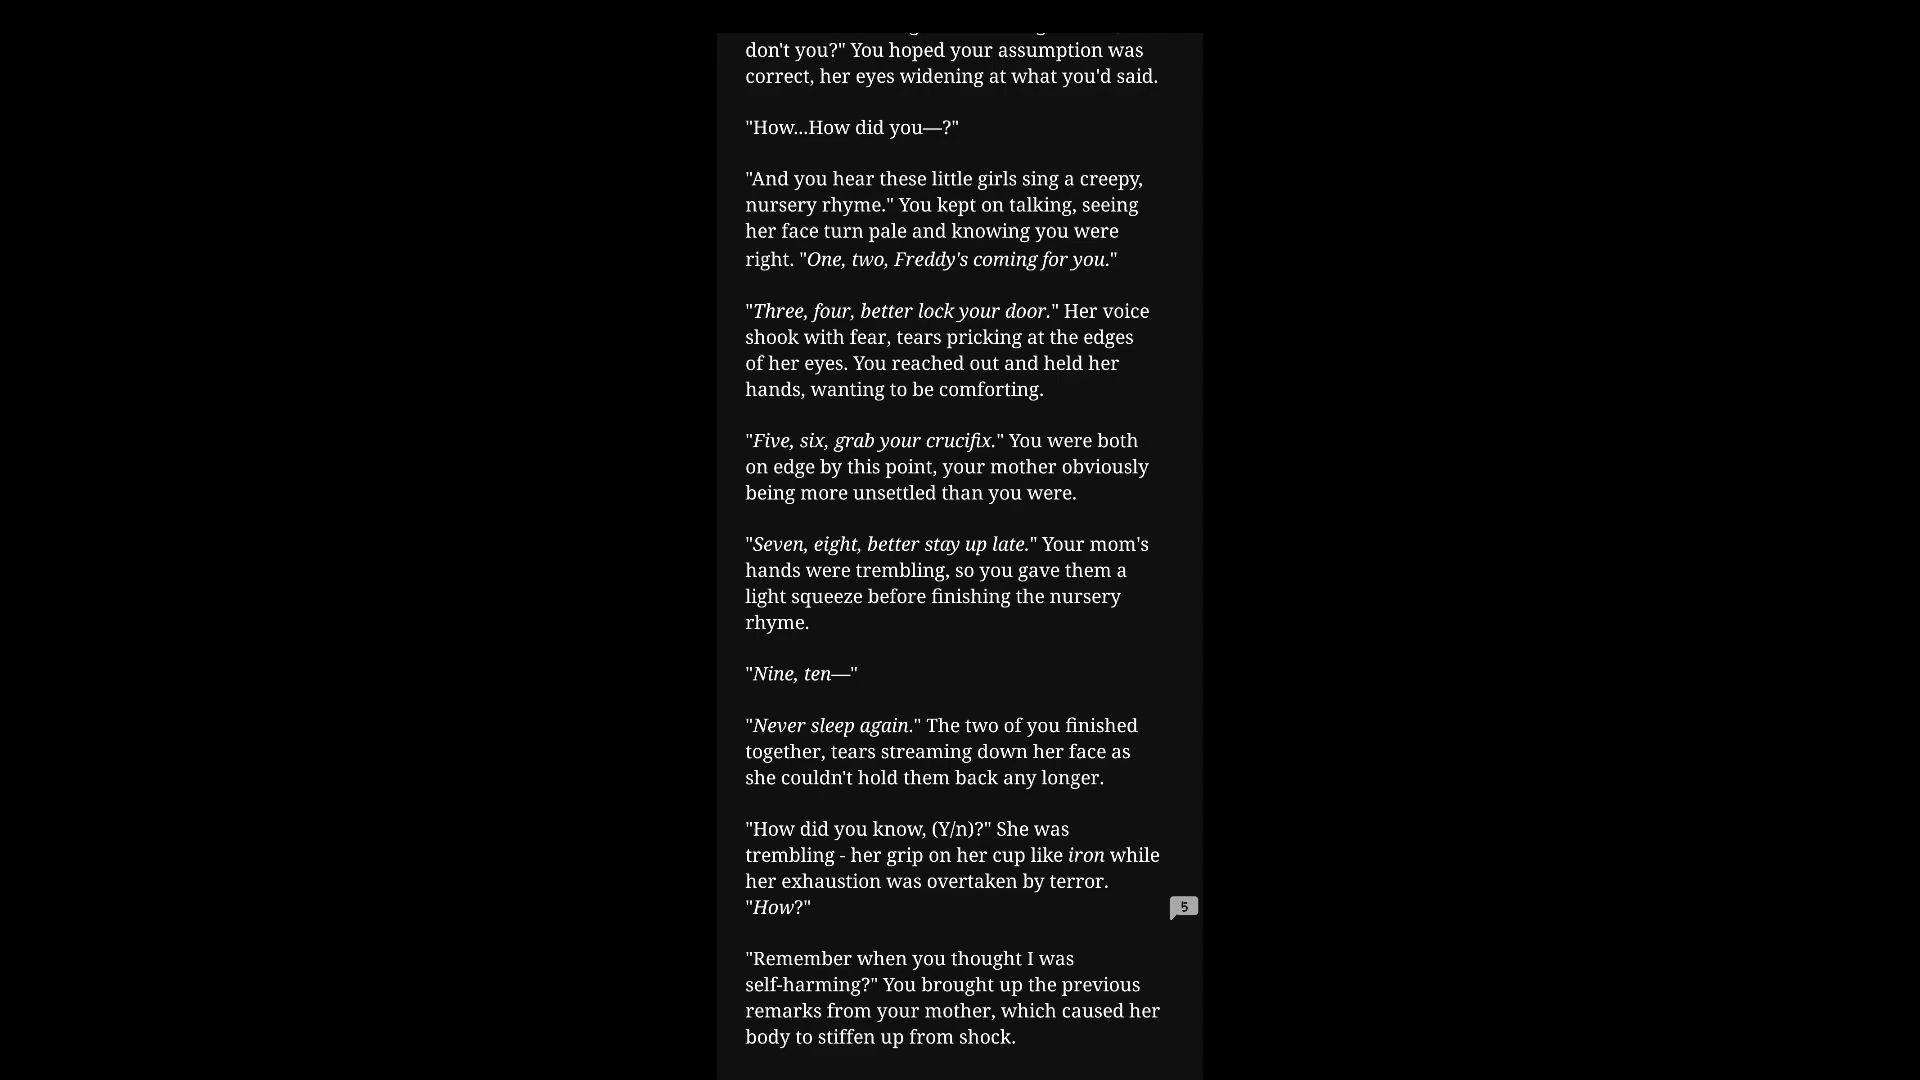 don't you?" You hoped your assumption was
correct, her eyes widening at what you'd said.
"How...How did you—?"
"And you hear these little girls sing a creepy,
nursery rhyme." You kept on talking, seeing
her face turn pale and knowing you were
right. "One, two, Freddy's coming for you."
"Three, four, better lock your door." Her voice
shook with fear, tears pricking at the edges
of her eyes. You reached out and held her
hands, wanting to be comforting.
"Five, six, grab your crucifix." You were both
on edge by this point, your mother obviously
being more unsettled than you were.
"Seven, eight, better stay up late." Your mom's
hands were trembling, so you gave them a
light squeeze before finishing the nursery
rhyme.
"Nine, ten—"
"Never sleep again." The two of you finished
together, tears streaming down her face as
she couldn't hold them back any longer.
"How did you know, (Y/n)?" She was
trembling - her grip on her cup like iron while
her exhaustion was overtaken by terror.
"How?"
5
"Remember when you thought I was
self-harming?" You brought up the previous
remarks from your mother, which caused her
body to stiffen up from shock.